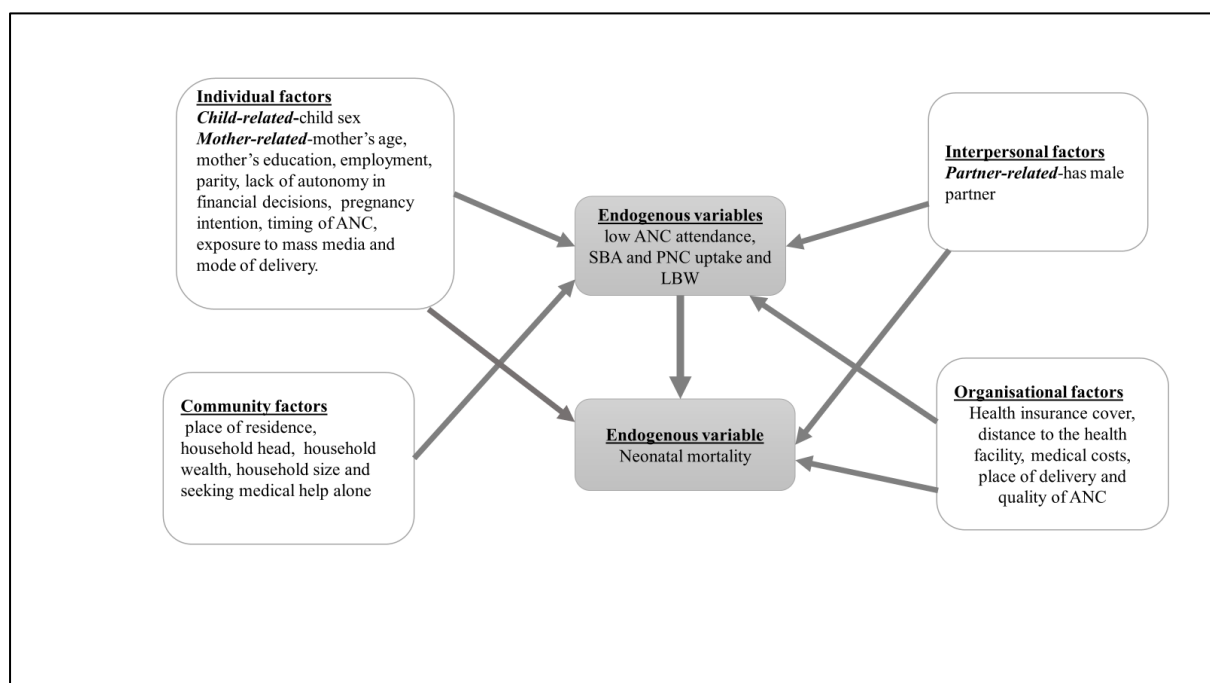 Individual factors
Child-related-child sex
Mother-related-mother's age,
mother's education, employment,
parity, lack of autonomy in
financial decisions, pregnancy
intention, timing of ANC,
exposure to mass media and
mode of delivery.
Interpersonal factors
Partner-related-has male
partner
Endogenous variables
low ANC attendance,
SBA and PNC uptake and
LBW
Community factors
place of residence,
household head, household
wealth, household size and
seeking medical help alone
Endogenous variable
Neonatal mortality
Organisational factors
Health insurance cover,
distance to the health
facility, medical costs,
place of delivery and
quality of ANC